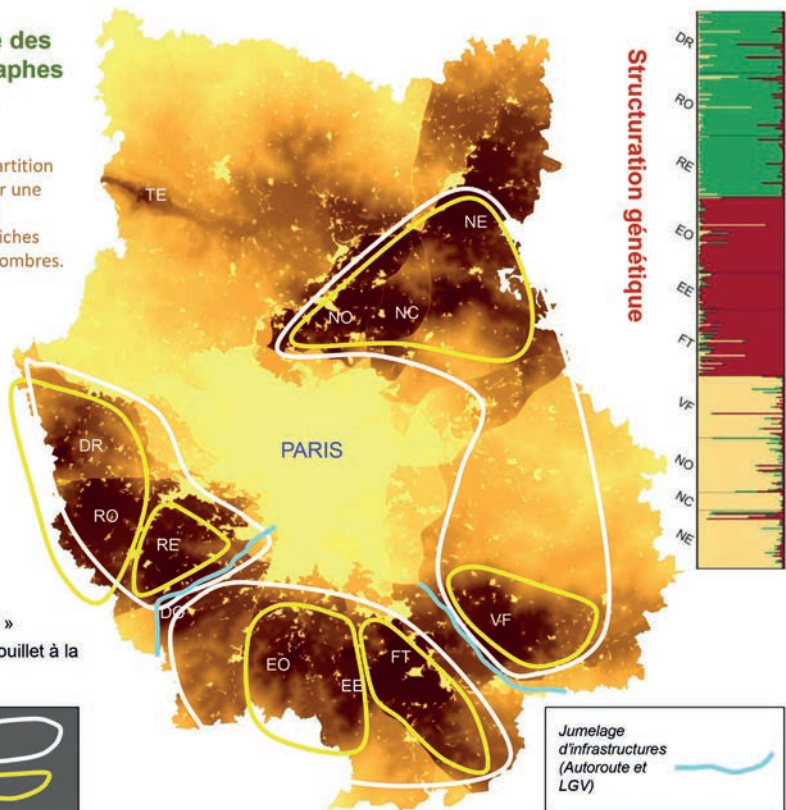 é des
aphes
artition
r une
iches
ombres.
Structuration génétique
DR
RO
RE
EO
EE
FT
VF
NO
NC
NE
TE
NE
NO
NC
PARIS
DR
RO
RE
DO
EO
EE
FT
VF
»
ouillet à la
Jumelage
d'infrastructures
(Autoroute et
LGV)